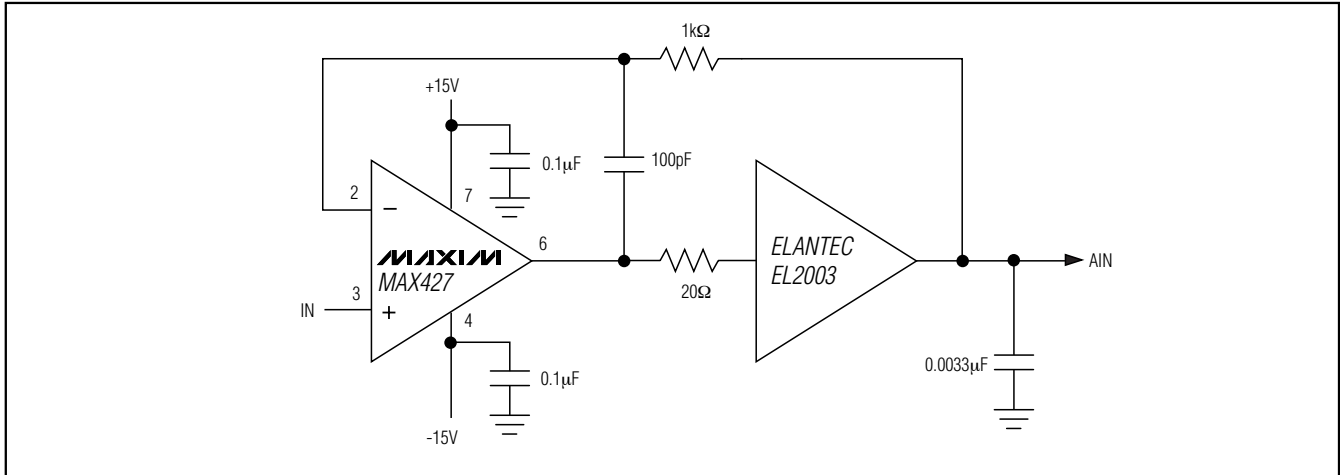 1kΩ
+15V
0.1µF
100pF
2
7
−
MAXIM
MAX427
6
ELANTEC
EL2003
AIN
20Ω
3
IN
+
4
0.1µF
0.0033µF
-15V